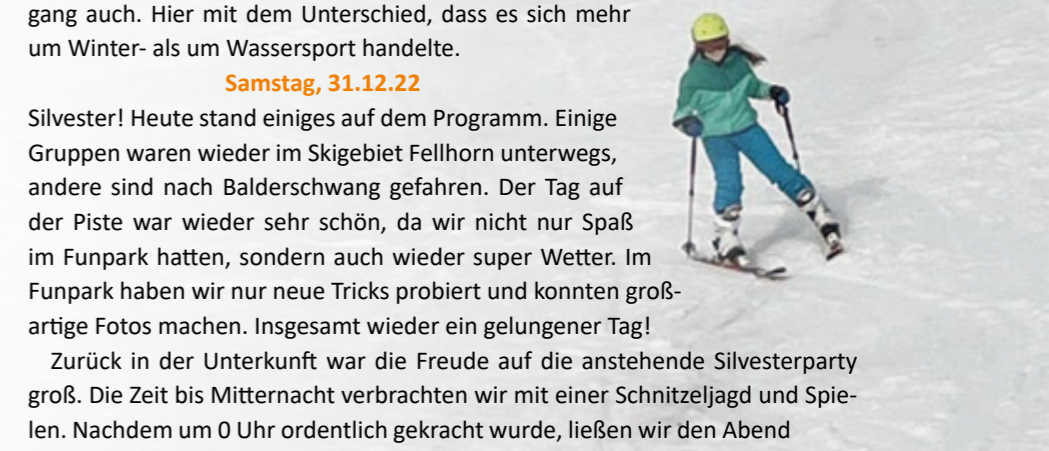 gang auch. Hier mit dem Unterschied, dass es sich mehr
um Winter- als um Wassersport handelte.
Samstag, 31.12.22
Silvester! Heute stand einiges auf dem Programm. Einige
Gruppen waren wieder im Skigebiet Fellhorn unterwegs,
andere sind nach Balderschwang gefahren. Der Tag auf
der Piste war wieder sehr schön, da wir nicht nur Spaß
im Funpark hatten, sondern auch wieder super Wetter. Im
Funpark haben wir nur neue Tricks probiert und konnten groß-
artige Fotos machen. Insgesamt wieder ein gelungener Tag!
Zurück in der Unterkunft war die Freude auf die anstehende Silvesterparty
groß. Die Zeit bis Mitternacht verbrachten wir mit einer Schnitzeljagd und Spie-
len. Nachdem um 0 Uhr ordentlich gekracht wurde, ließen wir den Abend